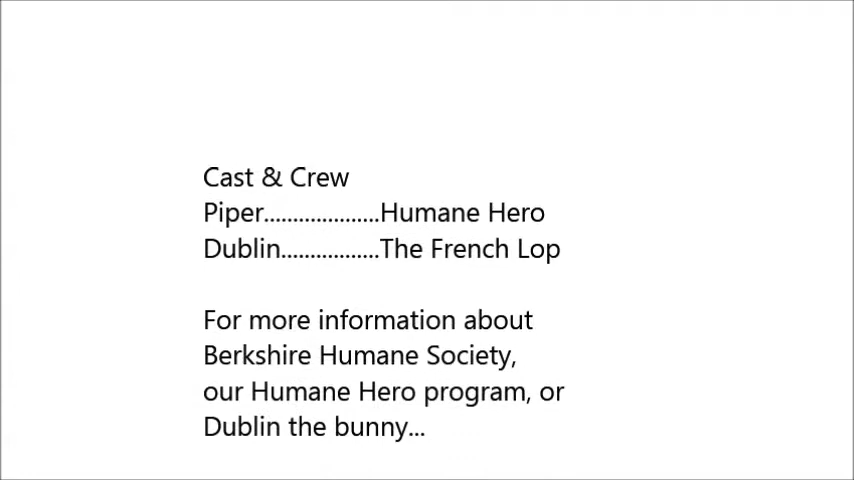 Cast & Crew
Piper....................Humane Hero
Dublin.................The French Lop
For more information about
Berkshire Humane Society,
our Humane Hero program, or
Dublin the bunny...